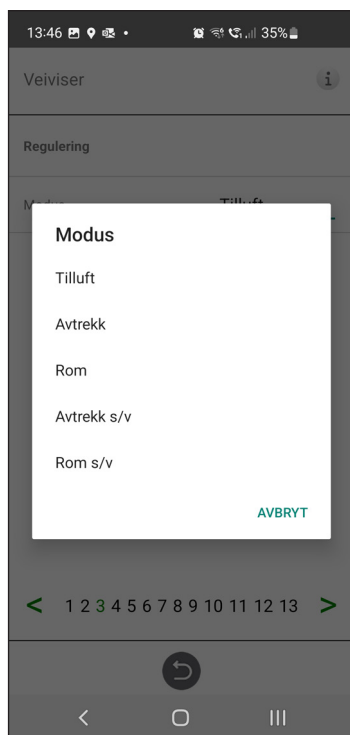 13:46 35%
Veiviser i
Regulering
Modus Tilluft
Modus
Tilluft
Avtrekk
Rom
Avtrekk s/v
Rom s/v
AVBRYT
< 1 2 3 4 5 6 7 8 9 10 11 12 13 >